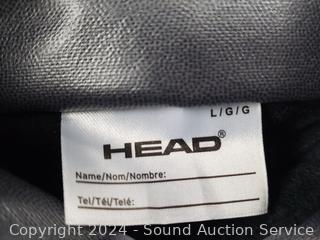 L/G/G
HEAD®
Name/Nom/Nombre:
Tel/Tél/Telé:
Copyright 2024 - Sound Auction Service